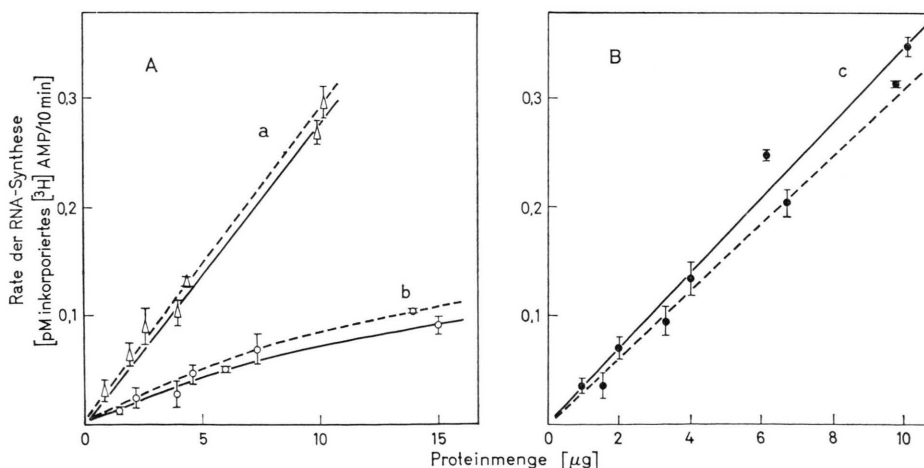 Rate der RNA-Synthese
[pM inkorporiertes [³H] AMP/10 min]
A
a
b
0,3
0,2
0,1
0
5
10
15
B
c
0,3
0,2
0,1
0
2
4
6
8
10
Proteinmenge [µg]